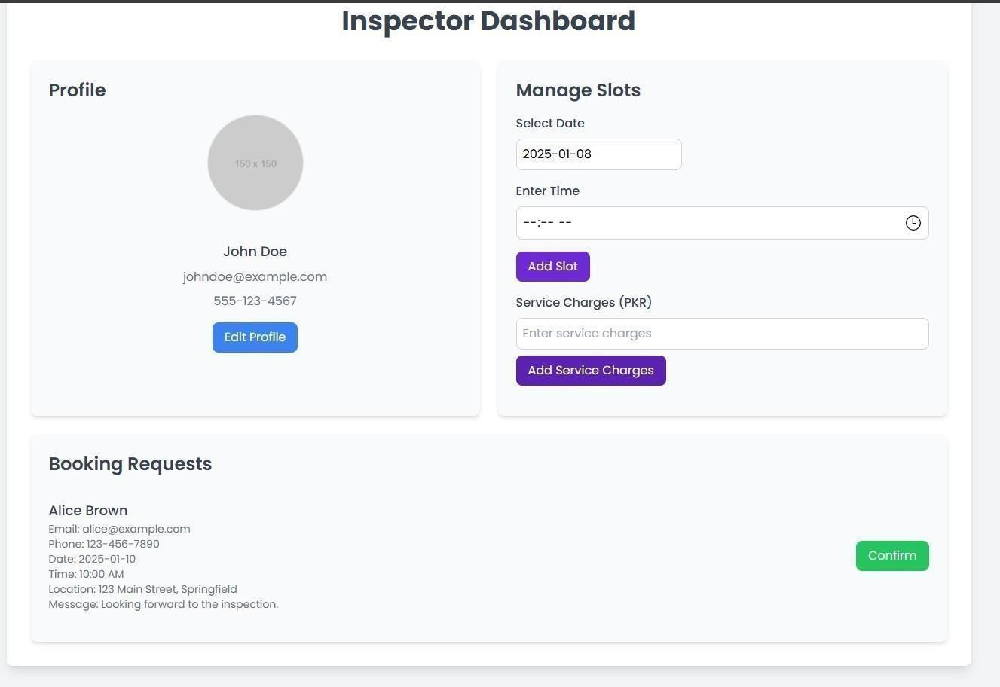 Inspector Dashboard
Profile
150 x 150
John Doe
johndoe@example.com
555-123-4567
Edit Profile
Manage Slots
Select Date
2025-01-08
Enter Time
--:-- --
Add Slot
Service Charges (PKR)
Enter service charges
Add Service Charges
Booking Requests
Alice Brown
Email: alice@example.com
Phone: 123-456-7890
Date: 2025-01-10
Time: 10:00 AM
Location: 123 Main Street, Springfield
Message: Looking forward to the inspection.
Confirm